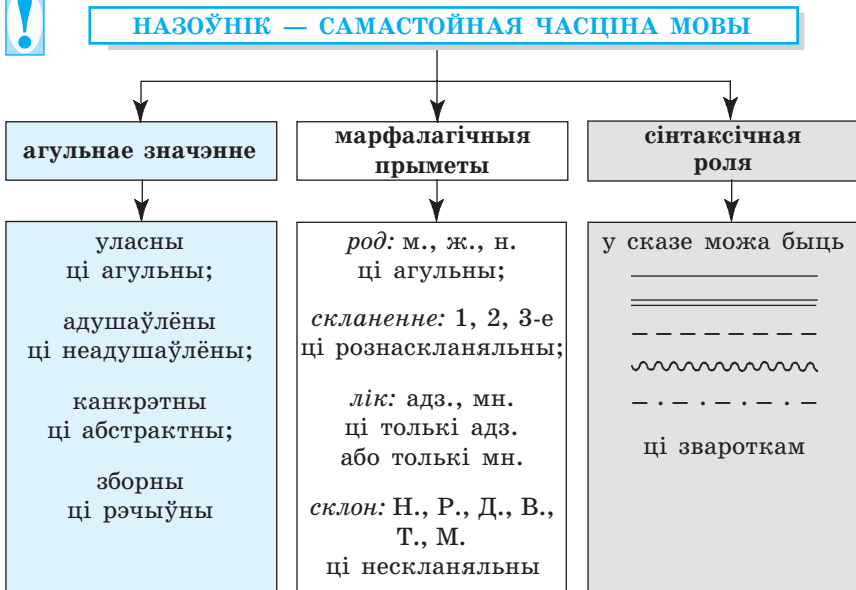 НАЗОЎНІК — САМАСТОЙНАЯ ЧАСЦІНА МОВЫ
агульнае значэнне
марфалагічныя
прыметы
сінтаксічная
роля
уласны
ці агульны;
адушаўлёны
ці неадушаўлёны;
канкрэтны
ці абстрактны;
зборны
ці рэчыўны
род: м., ж., н.
ці агульны;
скланенне: 1, 2, 3-е
ці рознаскланяльны;
лік: адз., мн.
ці толькі адз.
або толькі мн.
склон: Н., Р., Д., В.,
Т., М.
ці нескланяльны
у сказе можа быць
ці звароткам